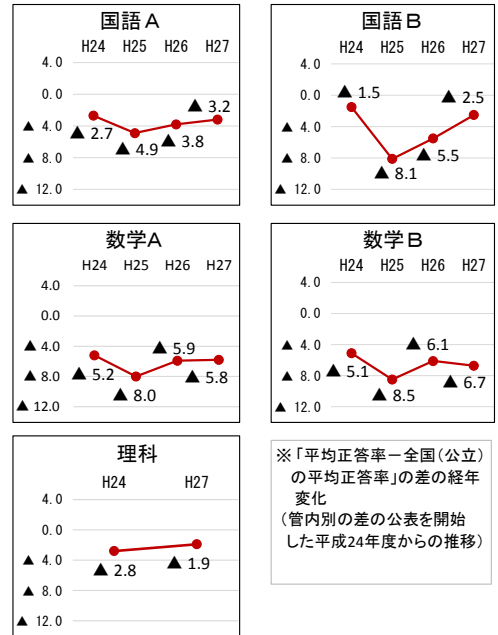 国語A
H24 H25 H26 H27
4.0
0.0
▲ 4.0
▲ 8.0
▲ 12.0
▲ 2.7
▲ 4.9
▲ 3.8
▲ 3.2
国語B
H24 H25 H26 H27
4.0
0.0
▲ 4.0
▲ 8.0
▲ 12.0
▲ 1.5
▲ 8.1
▲ 5.5
▲ 2.5
数学A
H24 H25 H26 H27
4.0
0.0
▲ 4.0
▲ 8.0
▲ 12.0
▲ 5.2
▲ 8.0
▲ 5.9
▲ 5.8
数学B
H24 H25 H26 H27
4.0
0.0
▲ 4.0
▲ 8.0
▲ 12.0
▲ 5.1
▲ 8.5
▲ 6.1
▲ 6.7
理科
H24 H27
4.0
0.0
▲ 4.0
▲ 8.0
▲ 12.0
▲ 2.8
▲ 1.9
※「平均正答率－全国(公立)
の平均正答率」の差の経年
変化
(管内別の差の公表を開始
した平成24年度からの推移)